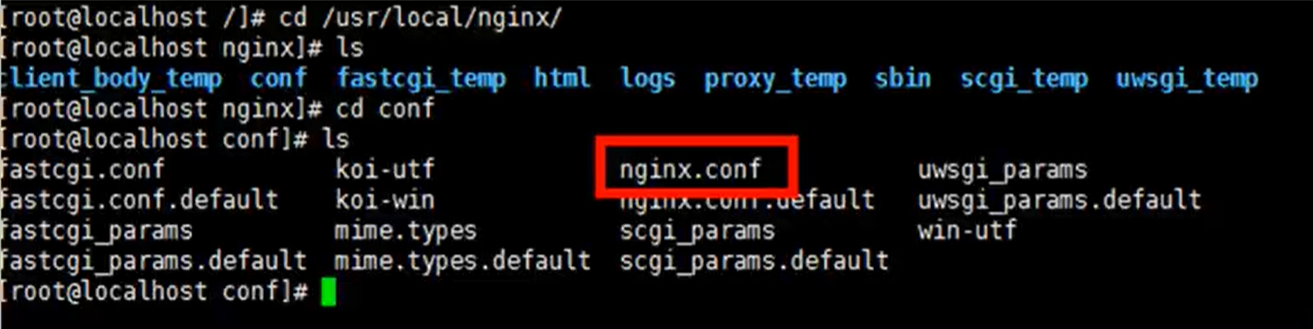 [root@localhost /]# cd /usr/local/nginx/
[root@localhost nginx]# ls
client_body_temp  conf  fastcgi_temp  html  logs  proxy_temp  sbin  scgi_temp  uwsgi_temp
[root@localhost nginx]# cd conf
[root@localhost conf]# ls
fastcgi.conf            koi-utf             nginx.conf           uwsgi_params
fastcgi.conf.default    koi-win             nginx.conf.default   uwsgi_params.default
fastcgi_params          mime.types          scgi_params          win-utf
fastcgi_params.default  mime.types.default  scgi_params.default
[root@localhost conf]#